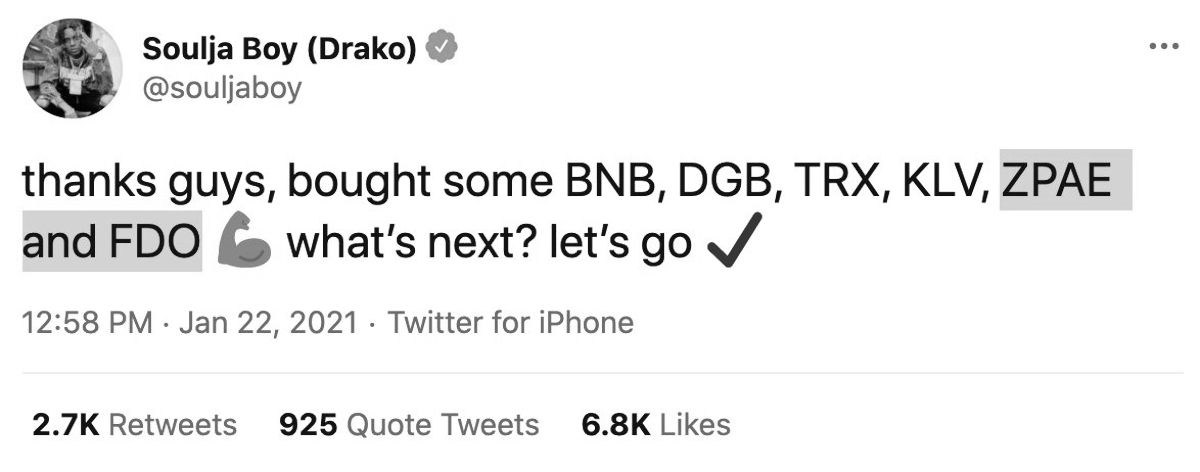 Soulja Boy (Drako)
@souljaboy
thanks guys, bought some BNB, DGB, TRX, KLV, ZPAE
and FDO 💪 what’s next? let’s go ✔️
12:58 PM · Jan 22, 2021 · Twitter for iPhone
2.7K Retweets 925 Quote Tweets 6.8K Likes